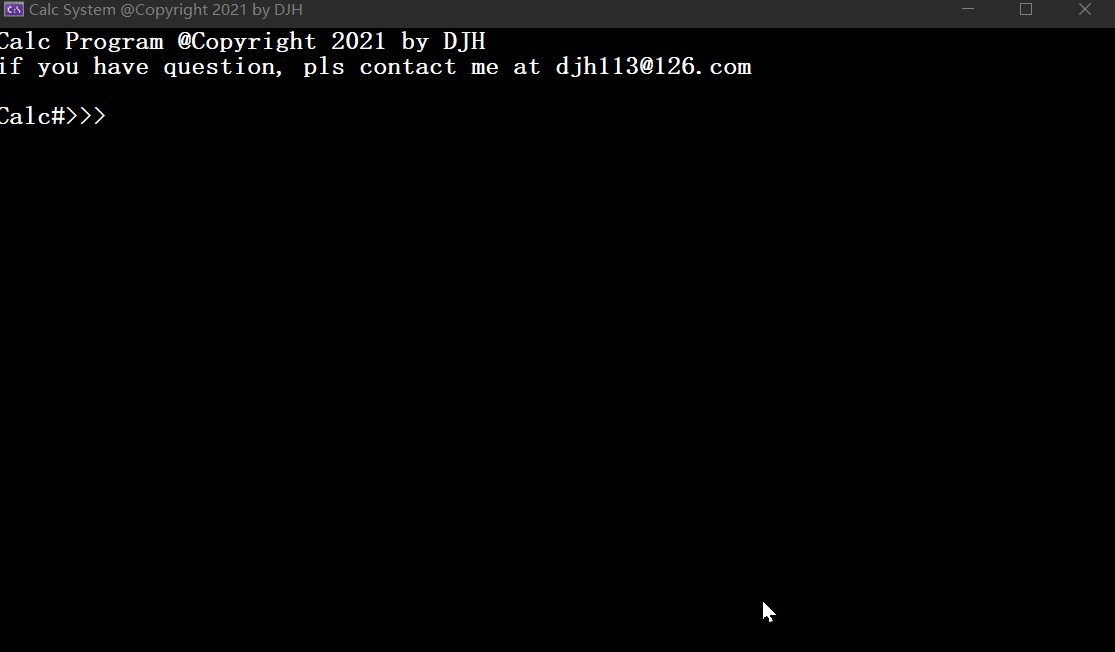 Calc System @Copyright 2021 by DJH
Calc Program @Copyright 2021 by DJH
if you have question, pls contact me at djh113@126.com
Calc#>>>